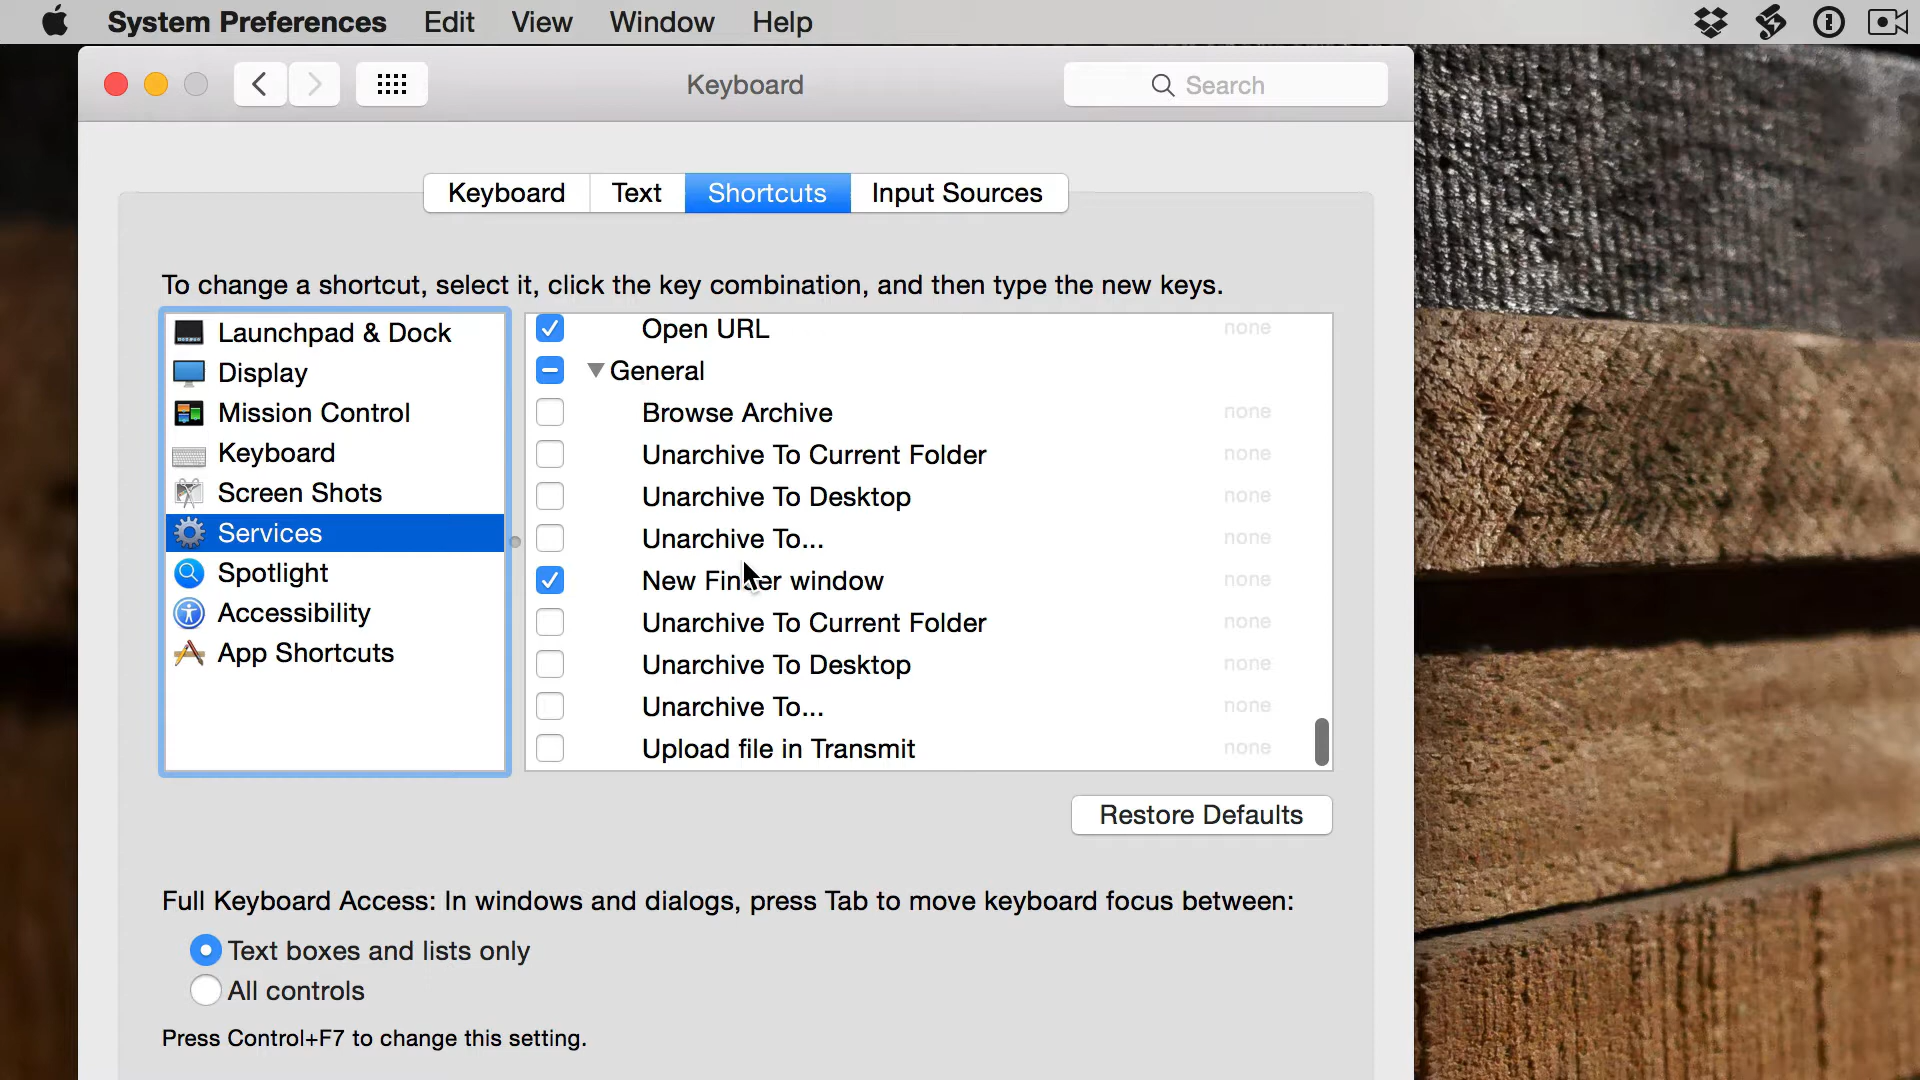 System Preferences Edit View Window Help
Keyboard
Search
Keyboard Text Shortcuts Input Sources
To change a shortcut, select it, click the key combination, and then type the new keys.
Launchpad & Dock
Display
Mission Control
Keyboard
Screen Shots
Services
Spotlight
Accessibility
App Shortcuts
Open URL none
General
Browse Archive none
Unarchive To Current Folder none
Unarchive To Desktop none
Unarchive To... none
New Finder window none
Unarchive To Current Folder none
Unarchive To Desktop none
Unarchive To... none
Upload file in Transmit none
Restore Defaults
Full Keyboard Access: In windows and dialogs, press Tab to move keyboard focus between:
Text boxes and lists only
All controls
Press Control+F7 to change this setting.